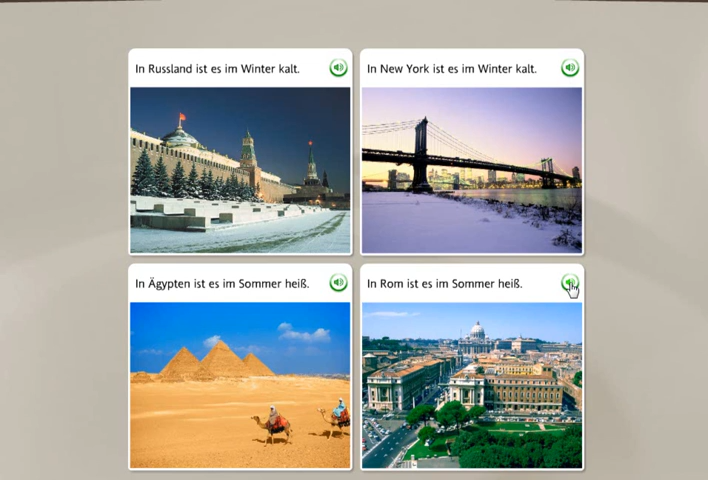 In Russland ist es im Winter kalt.
In New York ist es im Winter kalt.
In Ägypten ist es im Sommer heiß.
In Rom ist es im Sommer heiß.